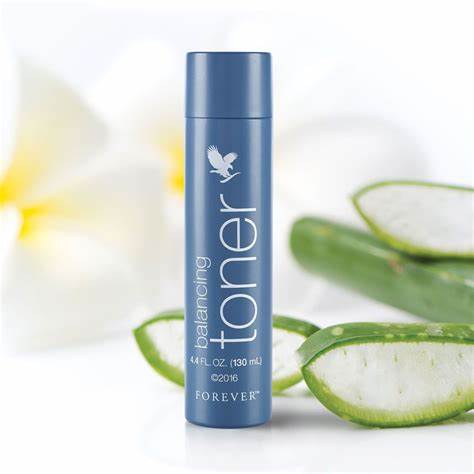 balancing
toner
4.4 FL. OZ. (130 mL)
©2016
FOREVER™